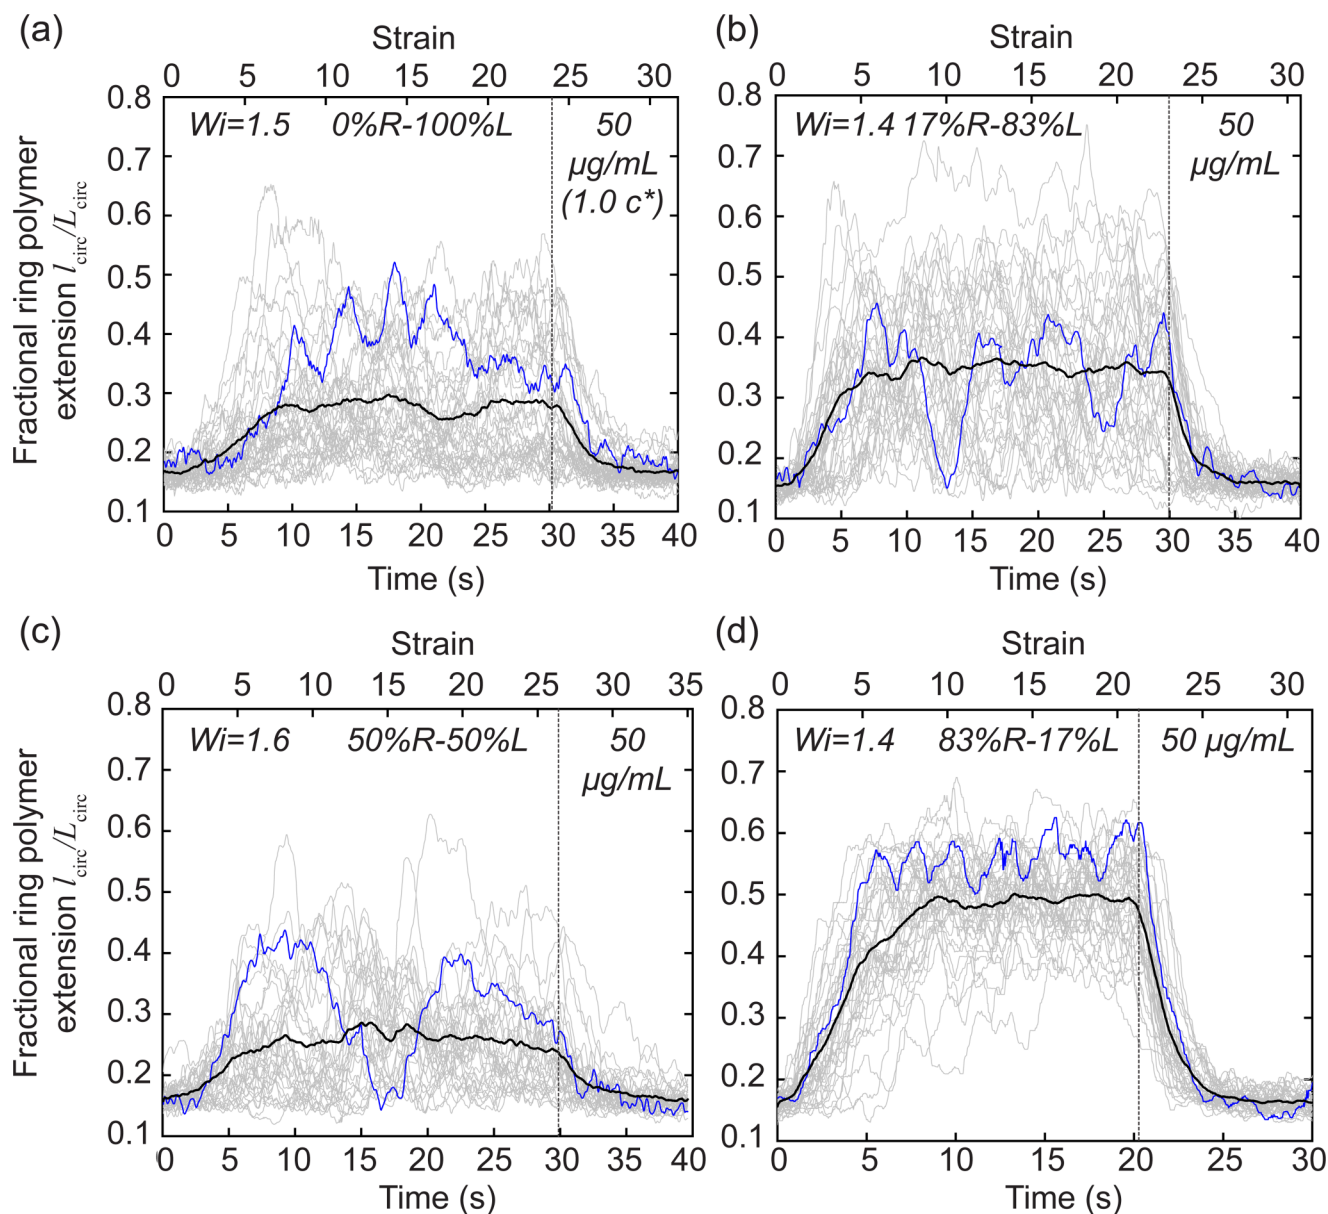 (a)
Strain
0 5 10 15 20 25 30
0.8
0.7
0.6
0.5
0.4
0.3
0.2
0.1
Wi=1.5 0%R-100%L 50
µg/mL
(1.0 c*)
Fractional ring polymer
extension lcirc/Lcirc
0 5 10 15 20 25 30 35 40
Time (s)
(b)
Strain
0 5 10 15 20 25 30
0.8
0.7
0.6
0.5
0.4
0.3
0.2
0.1
Wi=1.4 17%R-83%L 50
µg/mL
0 5 10 15 20 25 30 35 40
Time (s)
(c)
Strain
0 5 10 15 20 25 30 35
0.8
0.7
0.6
0.5
0.4
0.3
0.2
0.1
Wi=1.6 50%R-50%L 50
µg/mL
Fractional ring polymer
extension lcirc/Lcirc
0 5 10 15 20 25 30 35 40
Time (s)
(d)
Strain
0 5 10 15 20 25 30
0.8
0.7
0.6
0.5
0.4
0.3
0.2
0.1
Wi=1.4 83%R-17%L 50 µg/mL
0 5 10 15 20 25 30
Time (s)